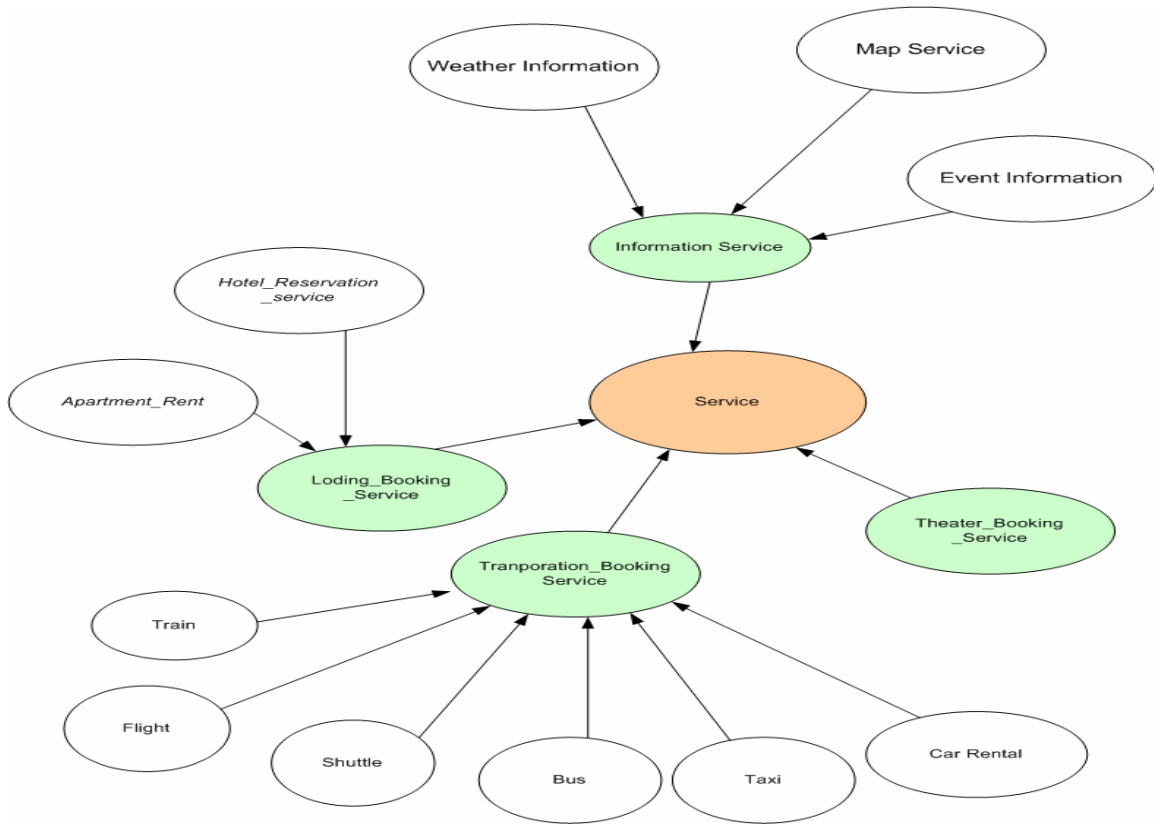 Weather Information
Map Service
Event Information
Information Service
Hotel_Reservation
_service
Apartment_Rent
Service
Loding_Booking
_Service
Theater_Booking
_Service
Tranporation_Booking
Service
Train
Flight
Shuttle
Bus
Taxi
Car Rental